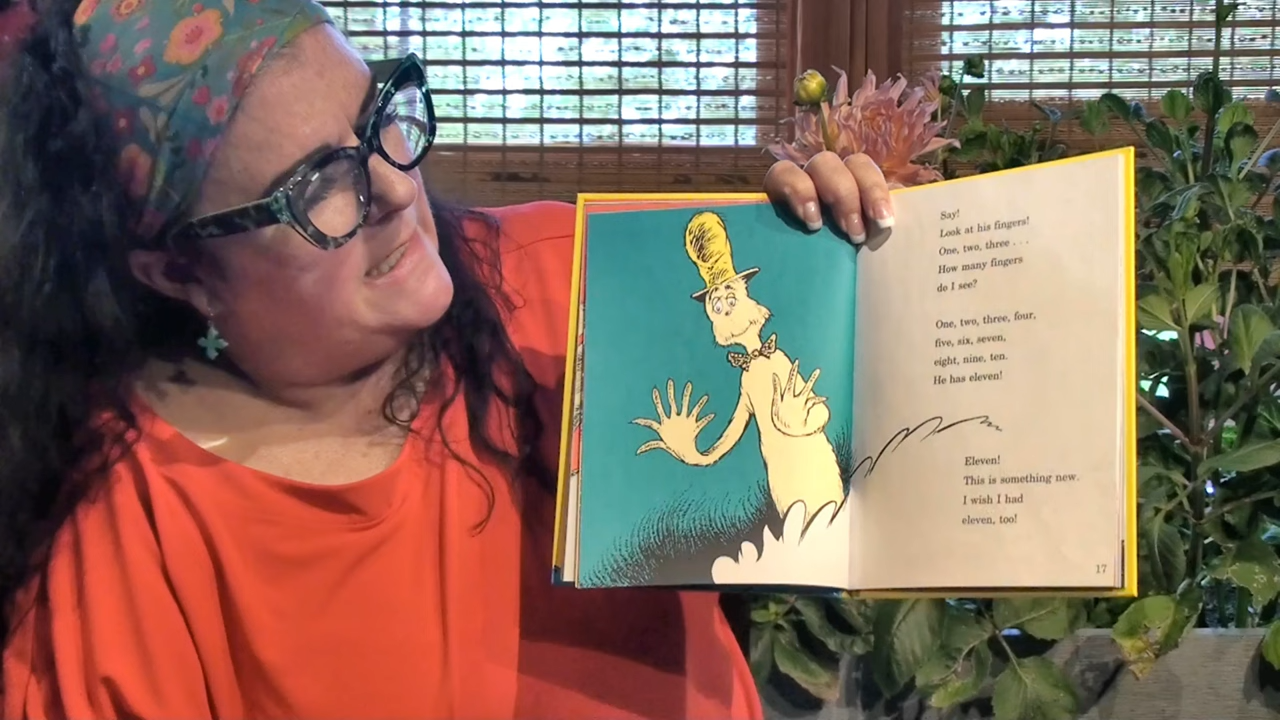 Say!
Look at his fingers!
One, two, three . . .
How many fingers
do I see?
One, two, three, four,
five, six, seven,
eight, nine, ten.
He has eleven!
Eleven!
This is something new.
I wish I had
eleven, too!
17